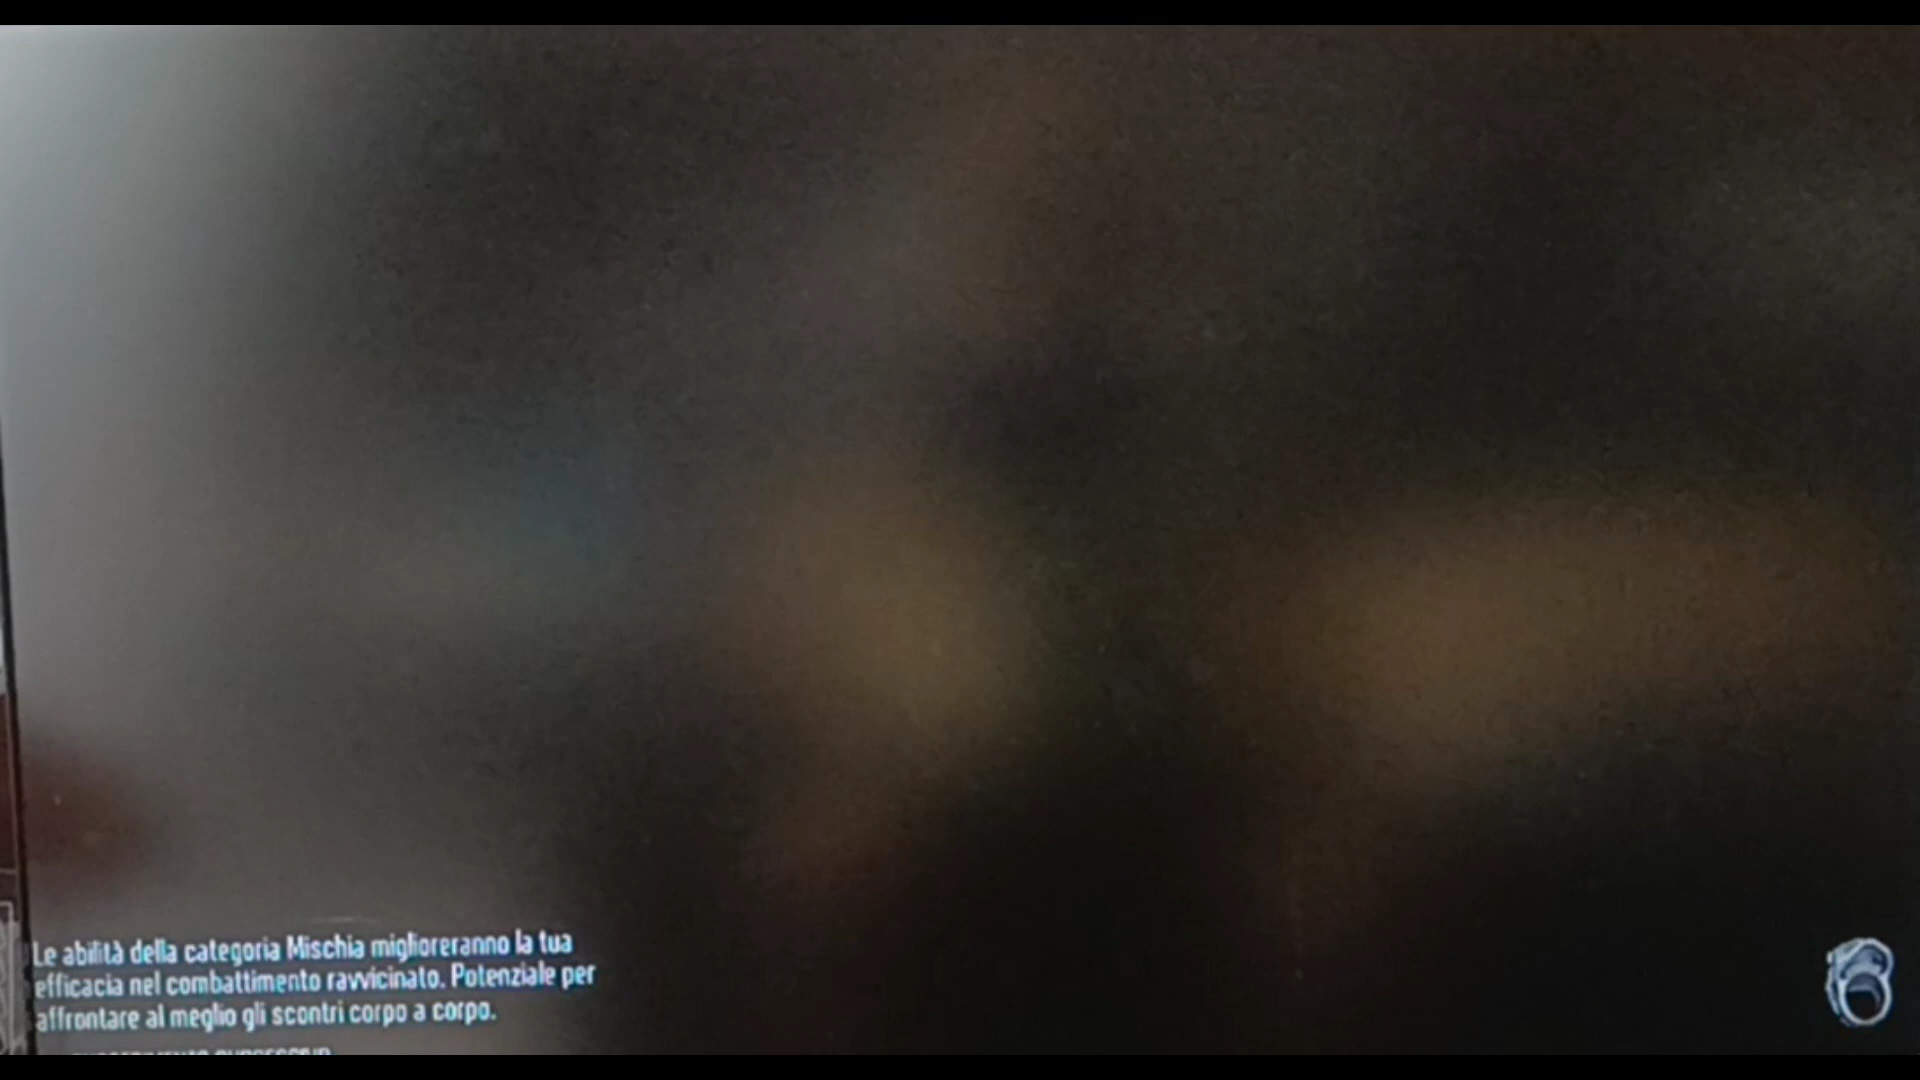 Le abilità della categoria Mischia miglioreranno la tua
efficacia nel combattimento ravvicinato. Potenziale per
affrontare al meglio gli scontri corpo a corpo.